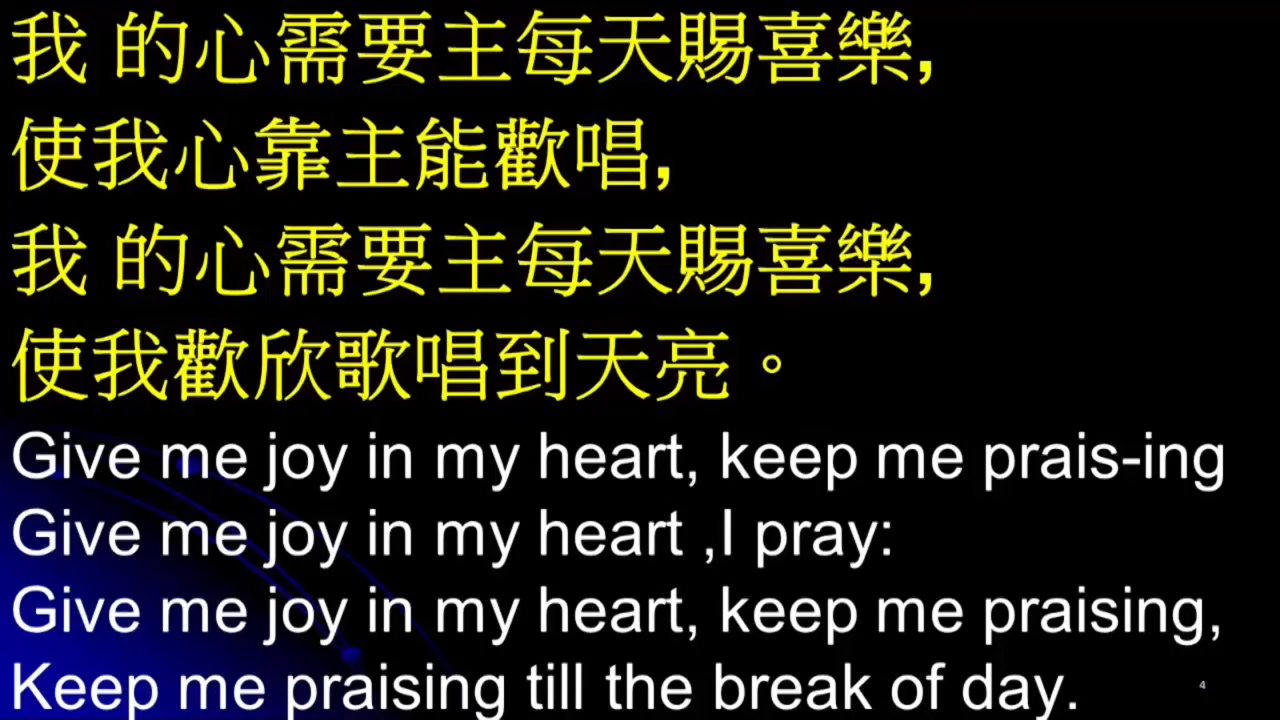 我 的心需要主每天賜喜樂,
使我心靠主能歡唱,
我 的心需要主每天賜喜樂,
使我歡欣歌唱到天亮。
Give me joy in my heart, keep me prais-ing
Give me joy in my heart ,I pray:
Give me joy in my heart, keep me praising,
Keep me praising till the break of day.
4